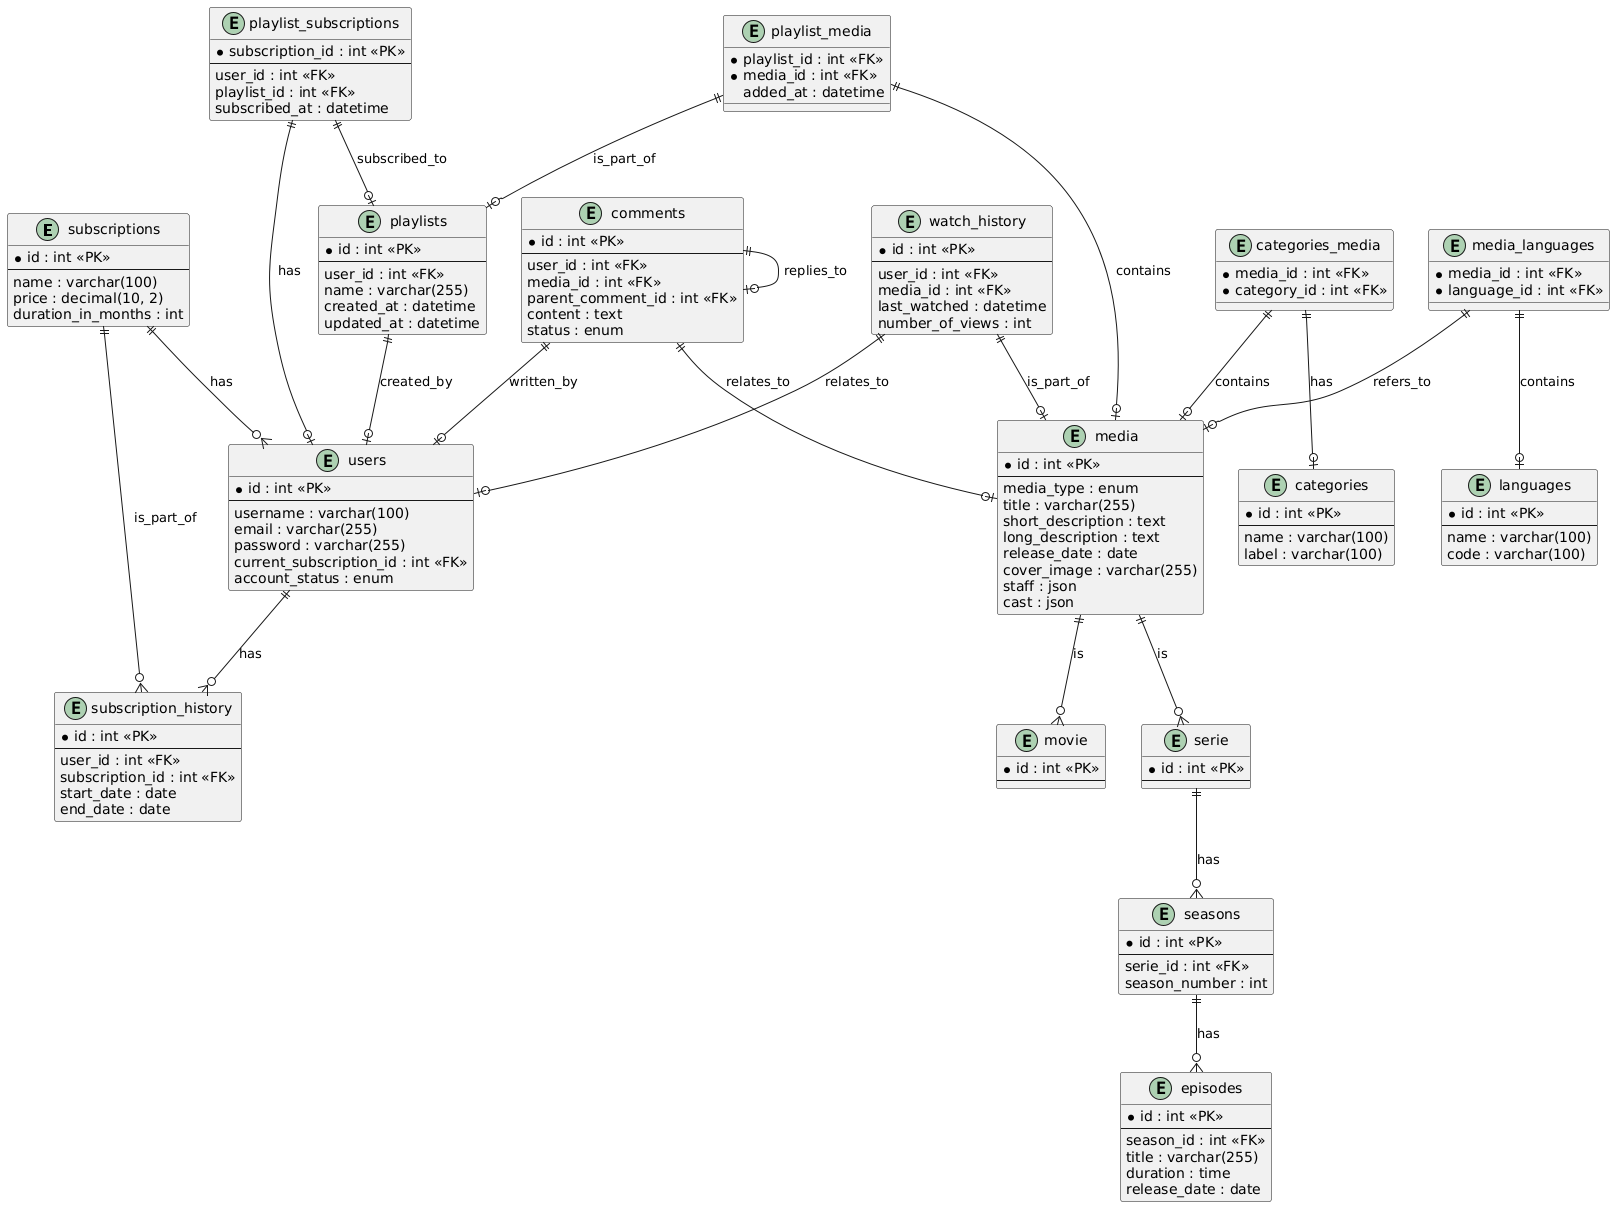 E playlist_subscriptions
* subscription_id : int «PK»
user_id : int «FK»
playlist_id : int «FK»
subscribed_at : datetime
E playlist_media
* playlist_id : int «FK»
* media_id : int «FK»
added_at : datetime
subscribed_to
is_part_of
E subscriptions
* id : int «PK»
name : varchar(100)
price : decimal(10, 2)
duration_in_months : int
has
E playlists
* id : int «PK»
user_id : int «FK»
name : varchar(255)
created_at : datetime
updated_at : datetime
E comments
* id : int «PK»
user_id : int «FK»
media_id : int «FK»
parent_comment_id : int «FK»
content : text
status : enum
replies_to
E watch_history
* id : int «PK»
user_id : int «FK»
media_id : int «FK»
last_watched : datetime
number_of_views : int
contains
E categories_media
* media_id : int «FK»
* category_id : int «FK»
E media_languages
* media_id : int «FK»
* language_id : int «FK»
has
created_by
written_by
relates_to
relates_to
is_part_of
contains
has
refers_to
contains
is_part_of
E users
* id : int «PK»
username : varchar(100)
email : varchar(255)
password : varchar(255)
current_subscription_id : int «FK»
account_status : enum
E media
* id : int «PK»
media_type : enum
title : varchar(255)
short_description : text
long_description : text
release_date : date
cover_image : varchar(255)
staff : json
cast : json
E categories
* id : int «PK»
name : varchar(100)
label : varchar(100)
E languages
* id : int «PK»
name : varchar(100)
code : varchar(100)
has
is
is
E subscription_history
* id : int «PK»
user_id : int «FK»
subscription_id : int «FK»
start_date : date
end_date : date
E movie
* id : int «PK»
E serie
* id : int «PK»
has
E seasons
* id : int «PK»
serie_id : int «FK»
season_number : int
has
E episodes
* id : int «PK»
season_id : int «FK»
title : varchar(255)
duration : time
release_date : date